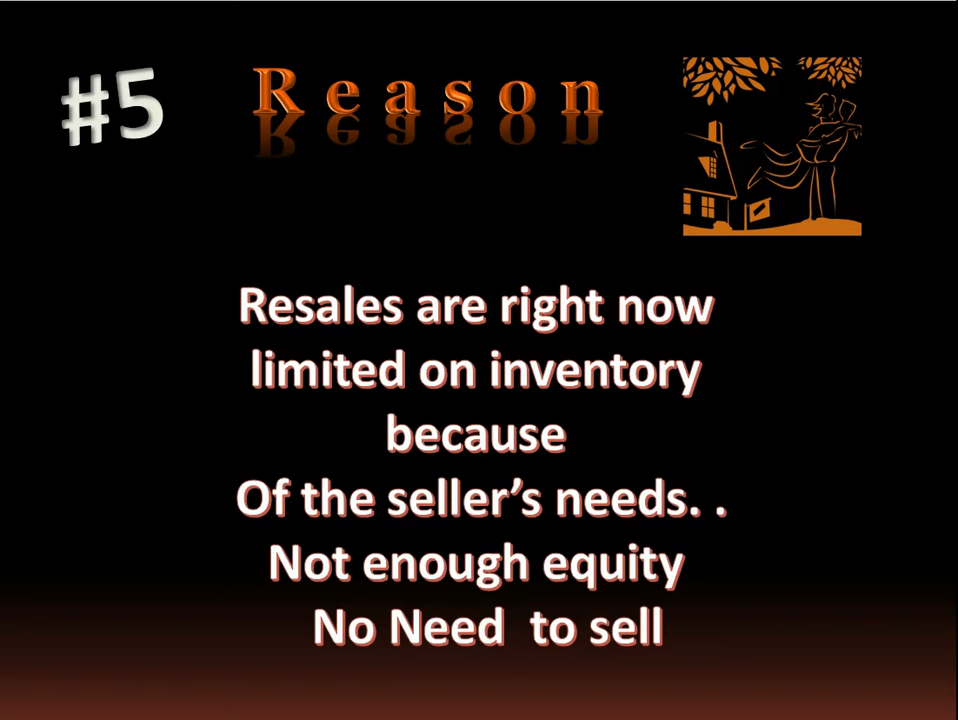 #5 Reason
Resales are right now
limited on inventory
because
Of the seller’s needs. .
Not enough equity
No Need to sell